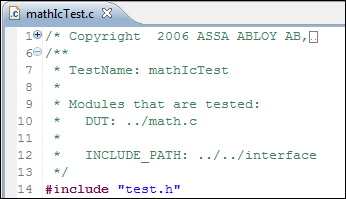 mathIcTest.c
1 /* Copyright  2006 ASSA ABLOY AB,..
6 /**
7  * TestName: mathIcTest
8  *
9  * Modules that are tested:
10  *   DUT: ../math.c
11  *
12  *   INCLUDE_PATH: ../../interface
13  */
14 #include "test.h"